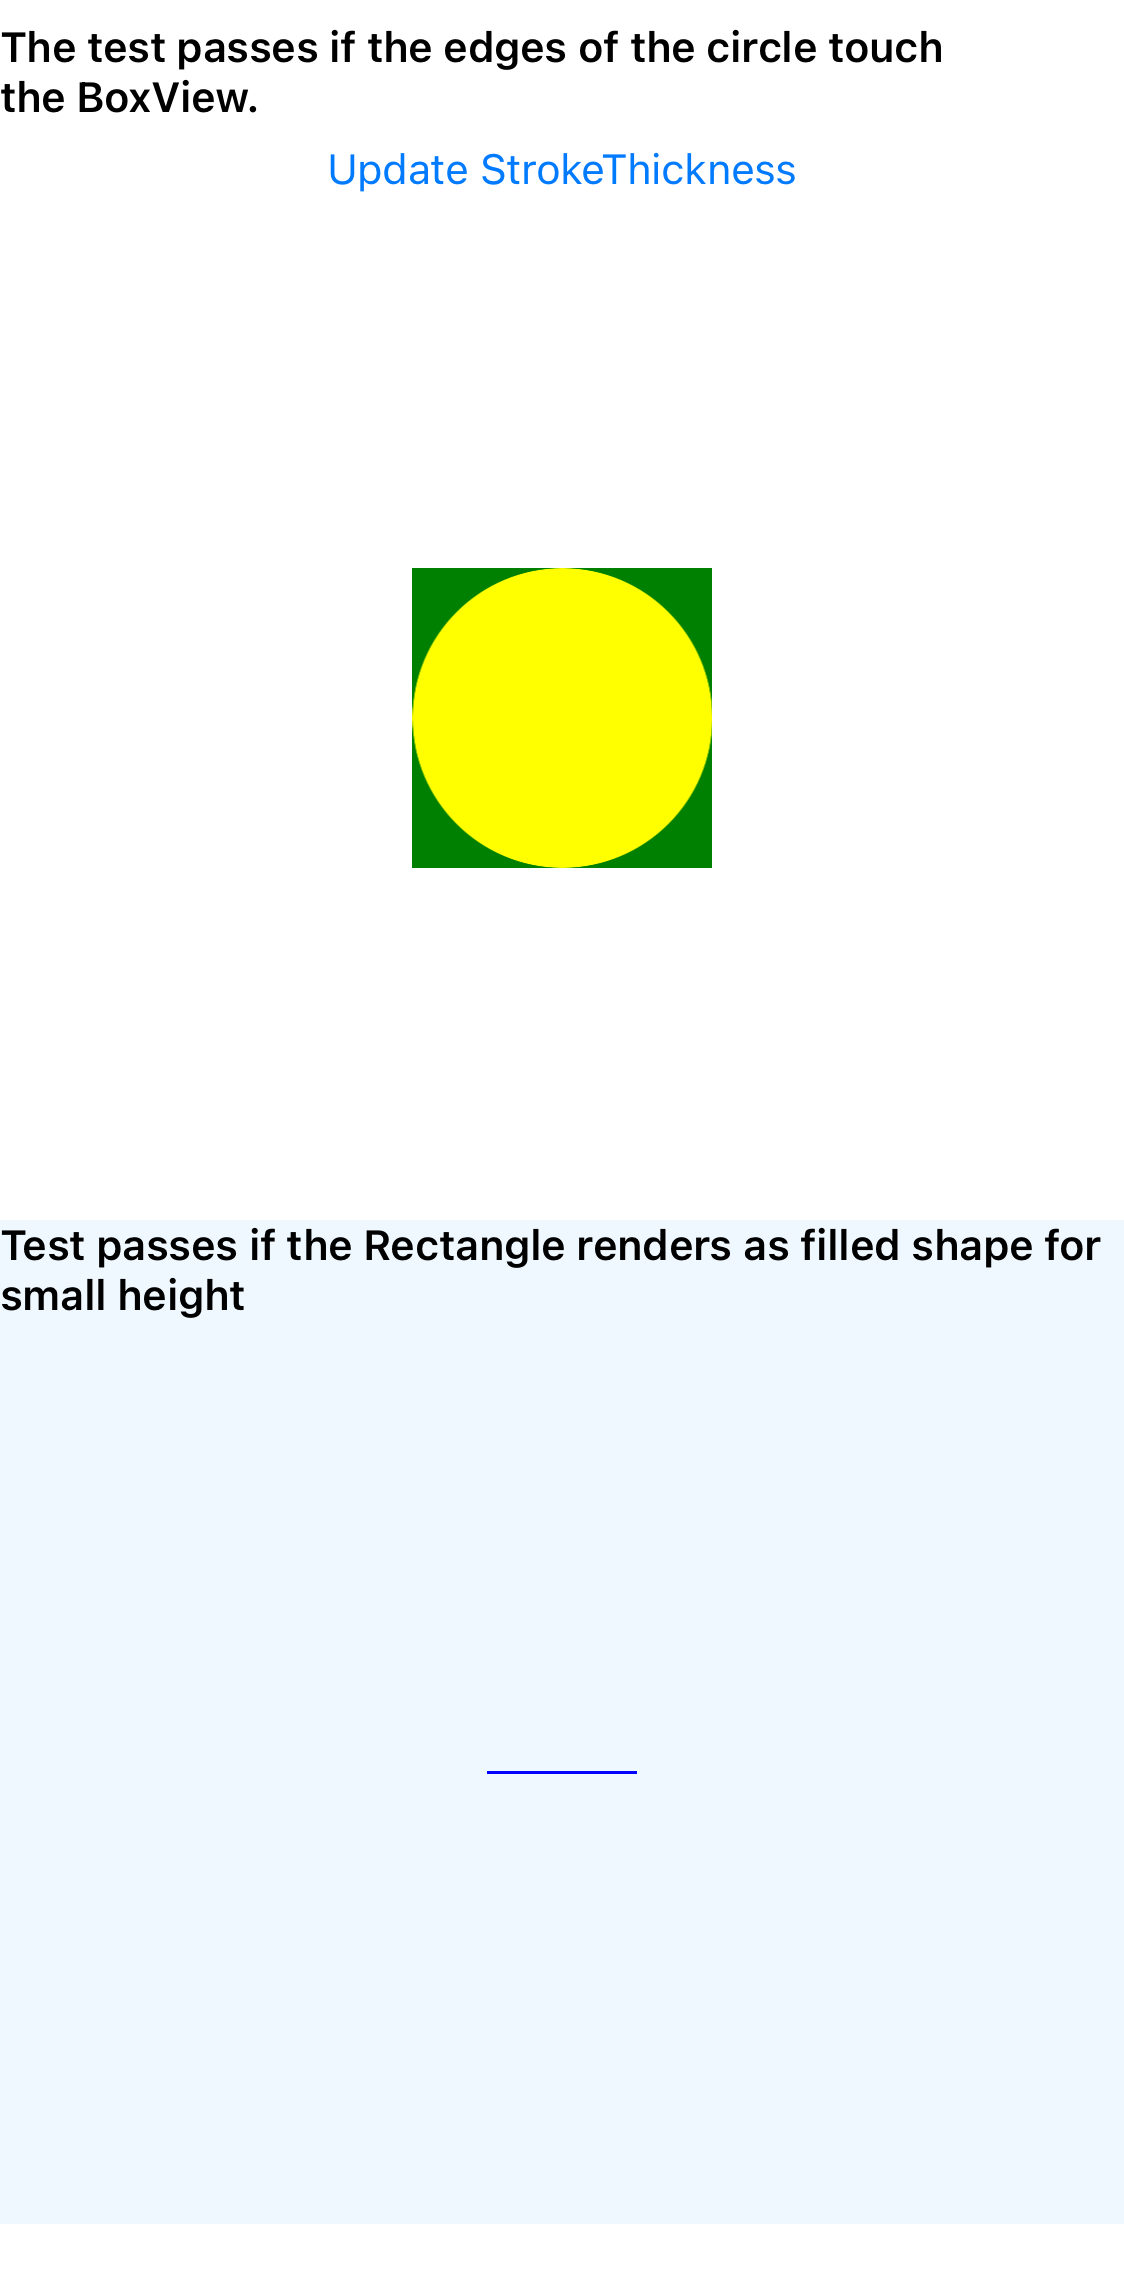 The test passes if the edges of the circle touch
the BoxView.
Update StrokeThickness
Test passes if the Rectangle renders as filled shape for
small height